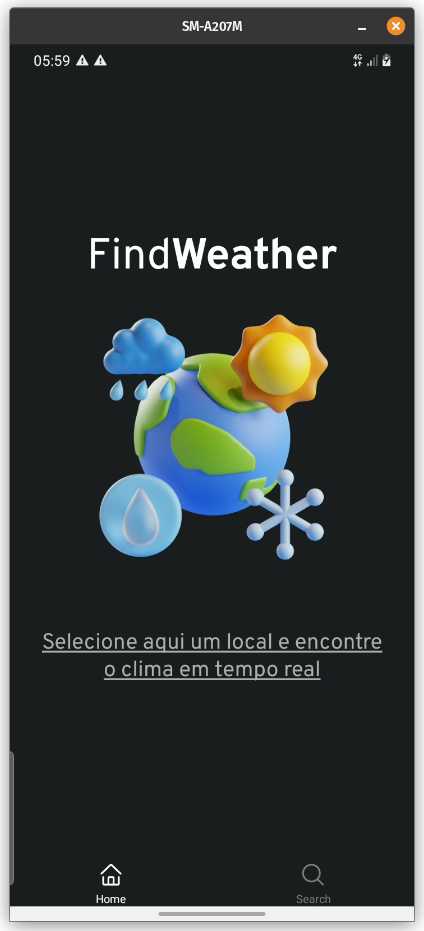 SM-A207M
05:59
4G
FindWeather
Selecione aqui um local e encontre
o clima em tempo real
Home
Search